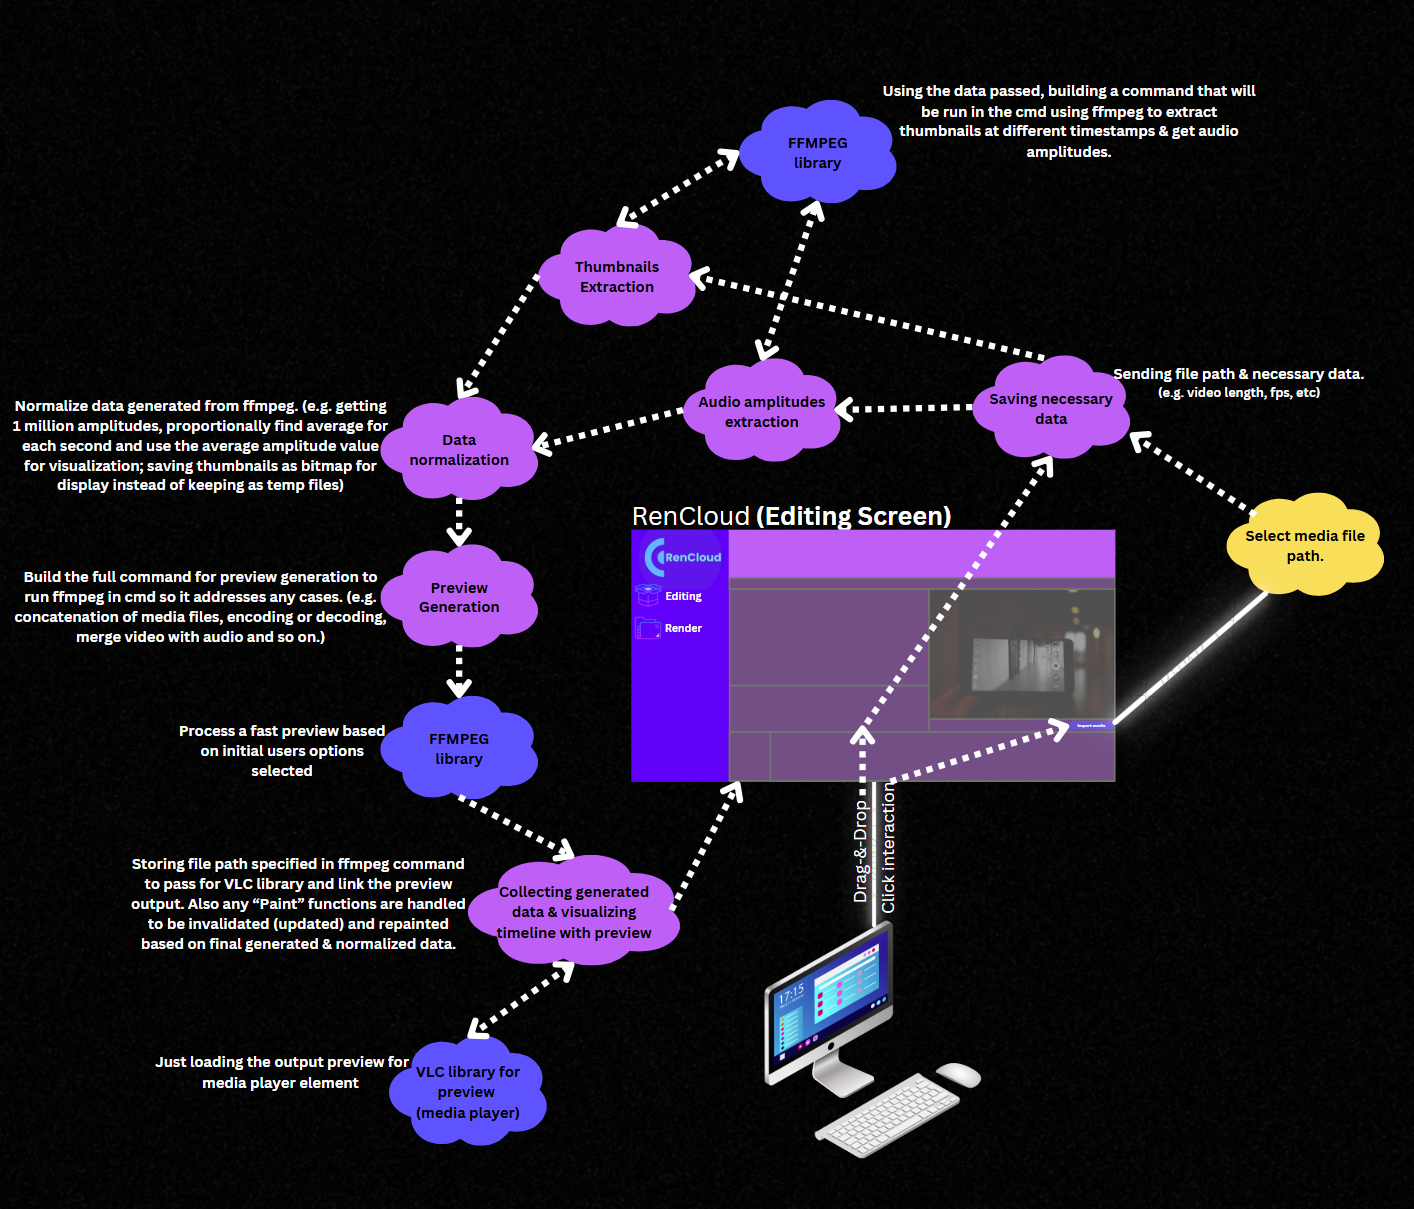 Using the data passed, building a command that will
be run in the cmd using ffmpeg to extract
thumbnails at different timestamps & get audio
amplitudes.
FFMPEG
library
Thumbnails
Extraction
Sending file path & necessary data.
(e.g. video length, fps, etc)
Saving necessary
data
Audio amplitudes
extraction
Normalize data generated from ffmpeg. (e.g. getting
1 million amplitudes, proportionally find average for
each second and use the average amplitude value
for visualization; saving thumbnails as bitmap for
display instead of keeping as temp files)
Data
normalization
RenCloud (Editing Screen)
RenCloud
Editing
Render
Import media
Select media file
path.
Build the full command for preview generation to
run ffmpeg in cmd so it addresses any cases. (e.g.
concatenation of media files, encoding or decoding,
merge video with audio and so on.)
Preview
Generation
Process a fast preview based
on initial users options
selected
FFMPEG
library
Drag-&-Drop
Click interaction
Storing file path specified in ffmpeg command
to pass for VLC library and link the preview
output. Also any “Paint” functions are handled
to be invalidated (updated) and repainted
based on final generated & normalized data.
Collecting generated
data & visualizing
timeline with preview
17:15
Just loading the output preview for
media player element
VLC library for
preview
(media player)